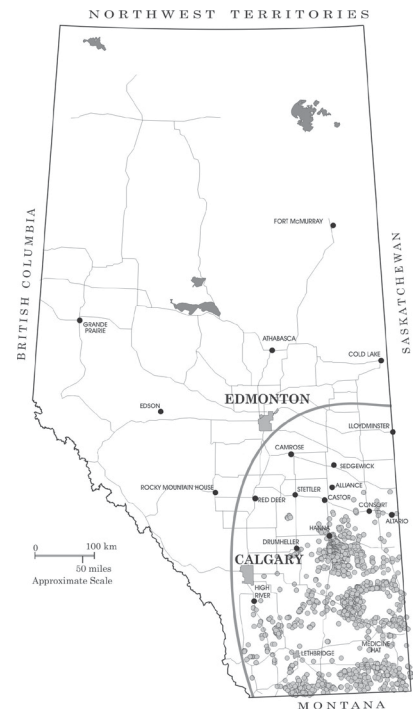 NORTHWEST TERRITORIES
BRITISH COLUMBIA
SASKATCHEWAN
FORT McMURRAY
GRANDE
PRAIRIE
ATHABASCA
COLD LAKE
EDSON
EDMONTON
LLOYDMINSTER
CAMROSE
SEDGEWICK
ROCKY MOUNTAIN HOUSE
STETTLER
ALLIANCE
RED DEER
CASTOR
CONSORT
ALTARIO
HANNA
DRUMHELLER
0 100 km
50 miles
Approximate Scale
CALGARY
HIGH
RIVER
MEDICINE
HAT
LETHBRIDGE
MONTANA